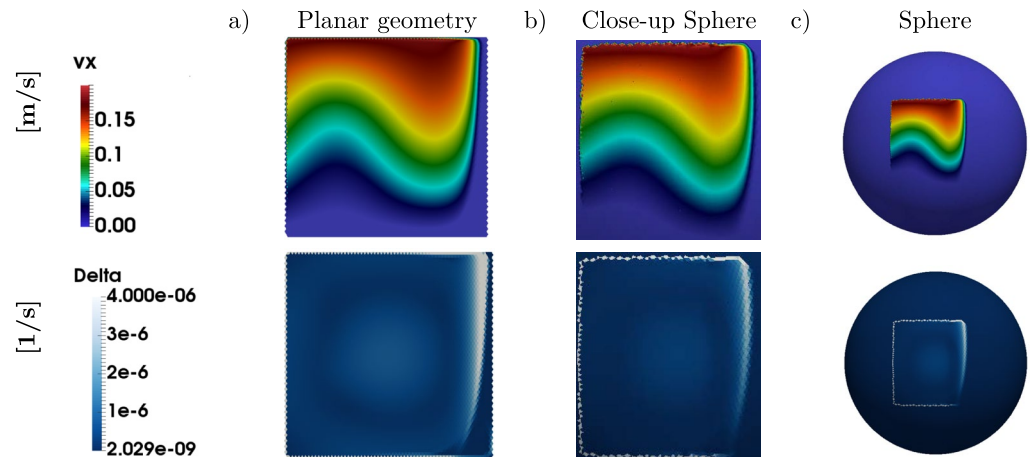 a) Planar geometry b) Close-up Sphere c) Sphere
[m/s]
vx
0.15
0.1
0.05
0.00
[1/s]
Delta
4.000e-06
3e-6
2e-6
1e-6
2.029e-09